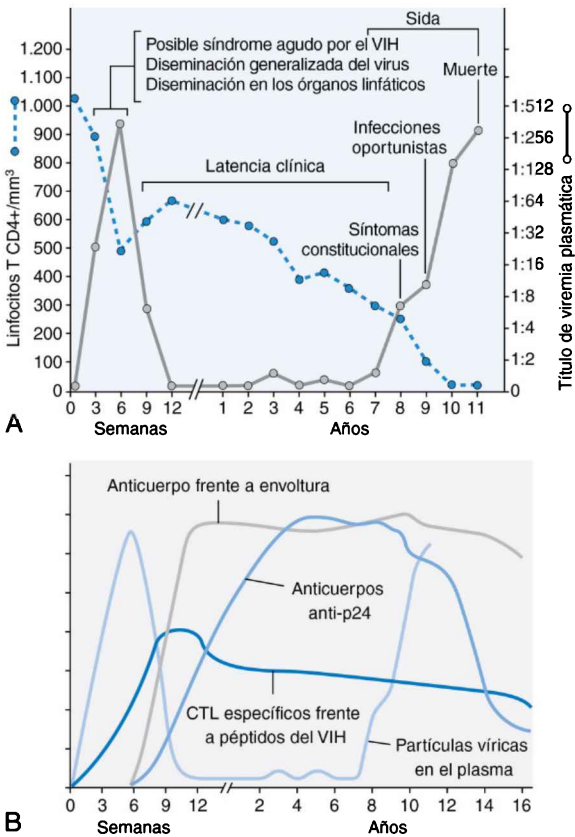 Sida
1.200
1.100
1.000
900
800
700
600
500
400
300
200
100
0
Linfocitos T CD4+/mm³
Posible síndrome agudo por el VIH
Diseminación generalizada del virus
Diseminación en los órganos linfáticos
Muerte
Infecciones
oportunistas
Latencia clínica
Síntomas
constitucionales
1:512
1:256
1:128
1:64
1:32
1:16
1:8
1:4
1:2
0
Título de viremia plasmática
0 3 6 9 12 1 2 3 4 5 6 7 8 9 10 11
A
Semanas Años
Anticuerpo frente a envoltura
Anticuerpos
anti-p24
CTL específicos frente
a péptidos del VIH
Partículas víricas
en el plasma
0 3 6 9 12 2 4 6 8 10 14 16
B
Semanas Años